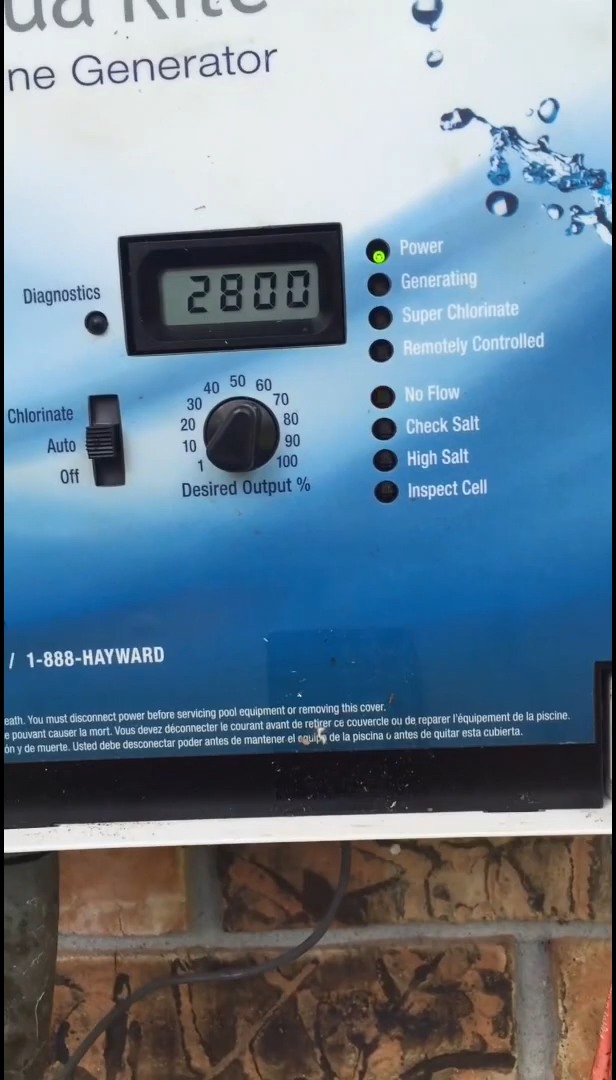 ua Rite
ne Generator
Diagnostics
2800
Power
Generating
Super Chlorinate
Remotely Controlled
No Flow
Check Salt
High Salt
Inspect Cell
Chlorinate
Auto
Off
1 10 20 30 40 50 60 70 80 90 100
Desired Output %
/ 1-888-HAYWARD
eath. You must disconnect power before servicing pool equipment or removing this cover.
e pouvant causer la mort. Vous devez déconnecter le courant avant de retirer ce couvercle ou de reparer l'équipement de la piscine.
ón y de muerte. Usted debe desconectar poder antes de mantener el equipo de la piscina o antes de quitar esta cubierta.